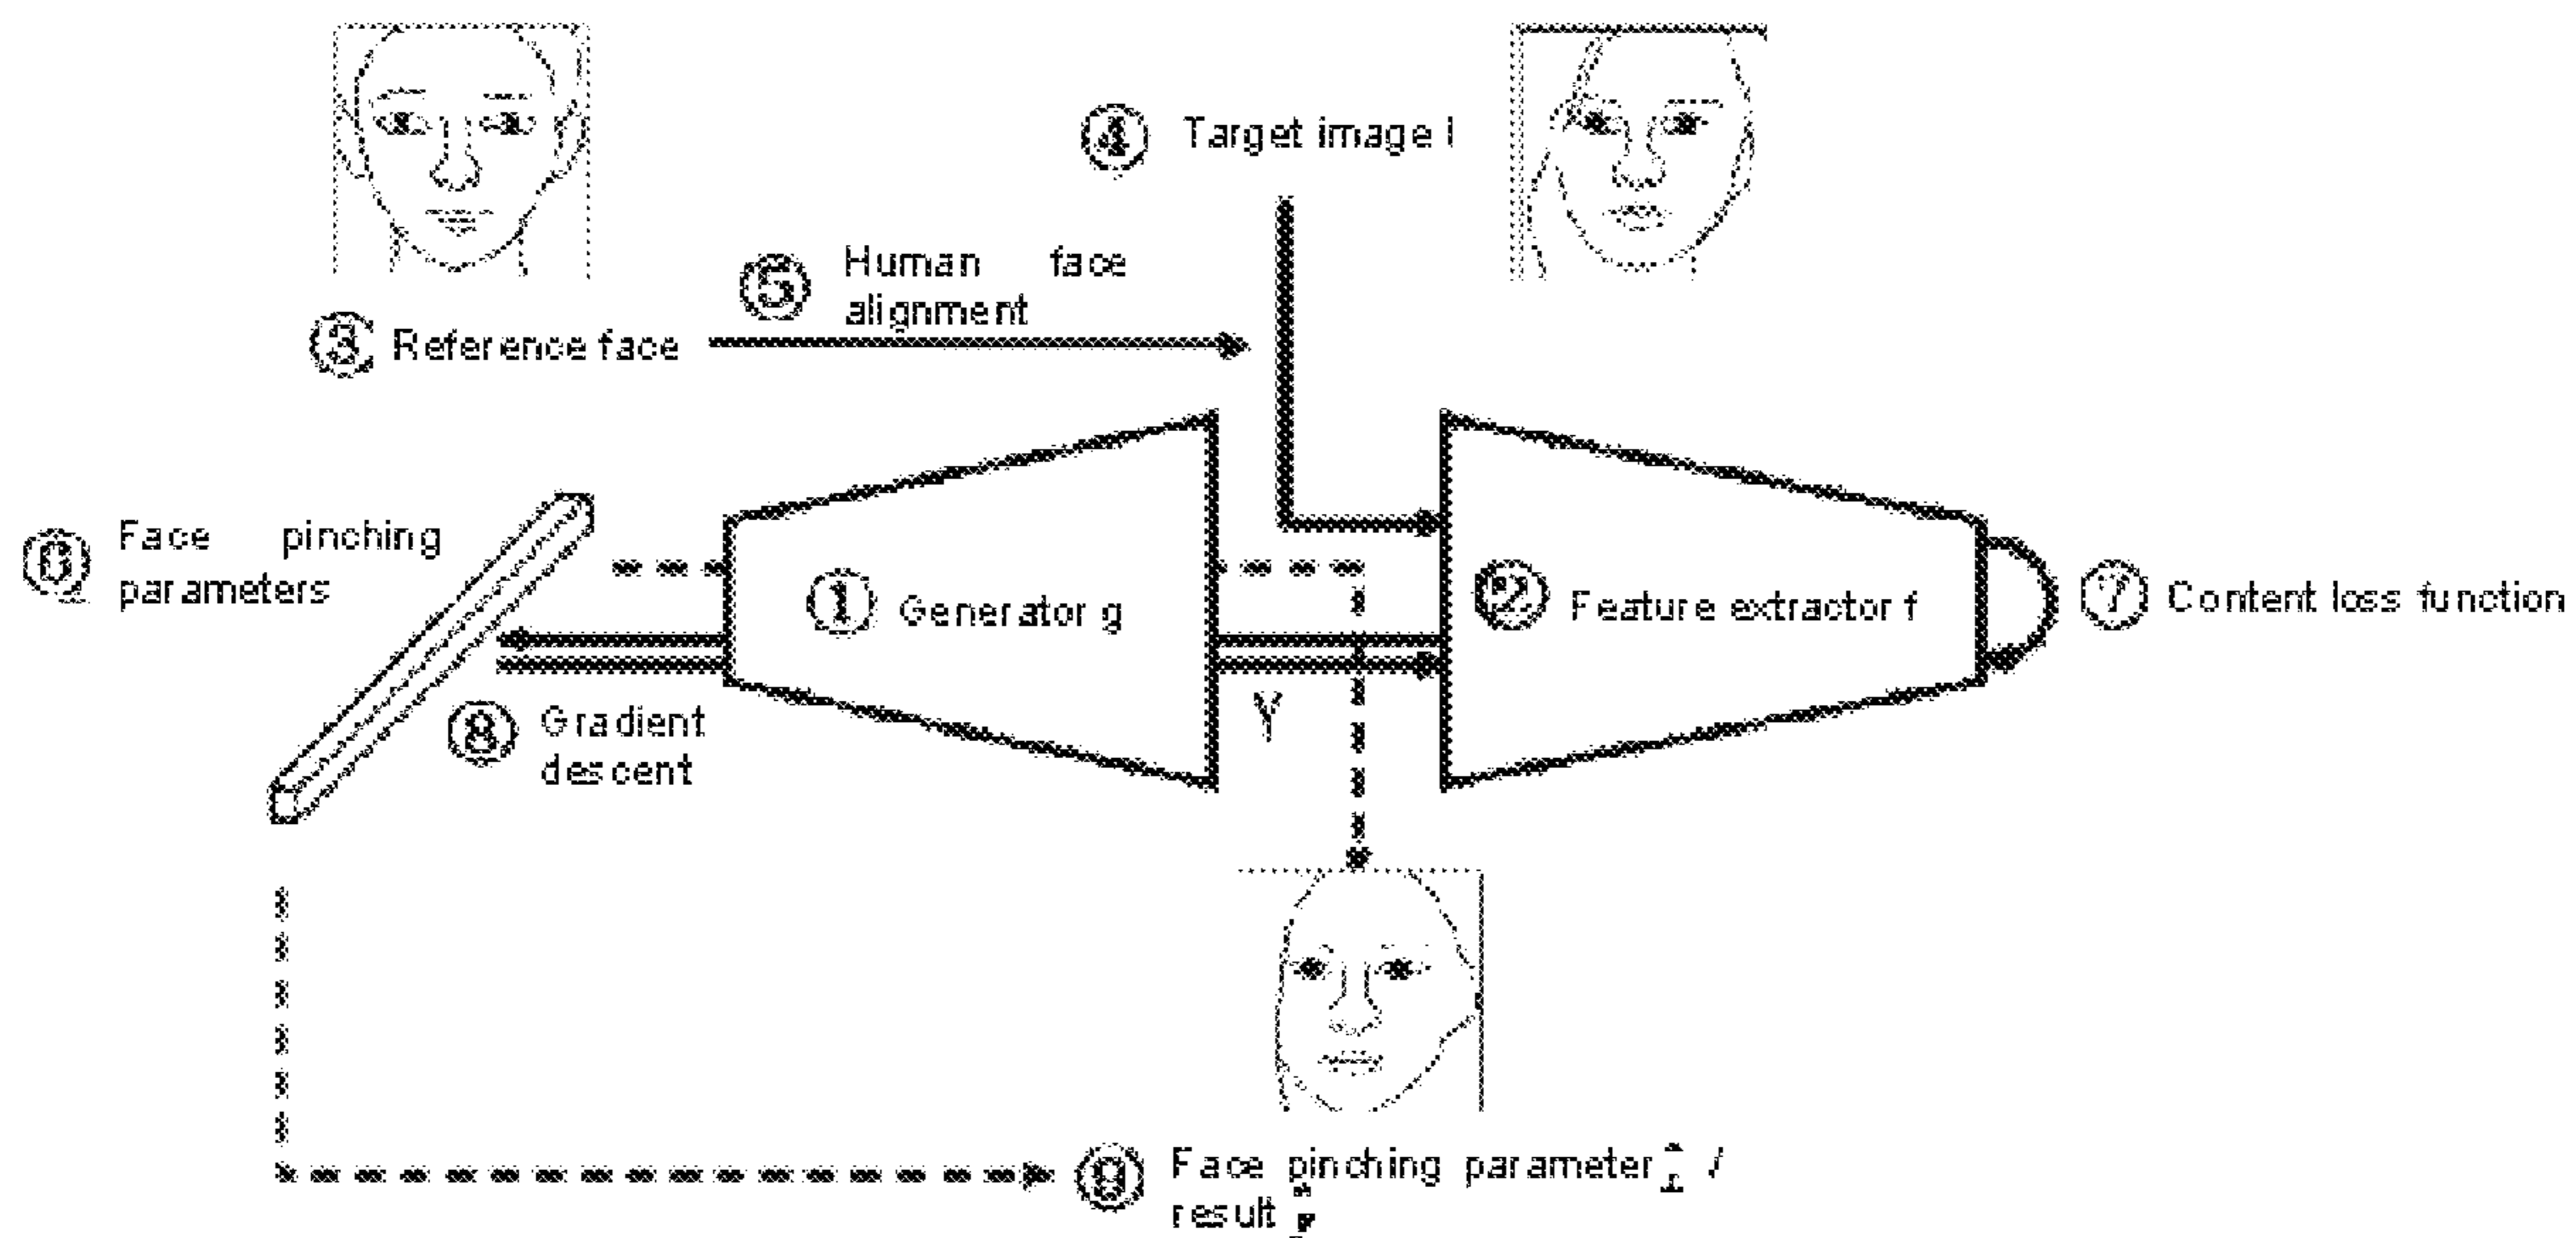 ④ Target image I
⑤ Human face
alignment
③ Reference face
⑥ Face pinching
parameters
① Generator g
② Feature extractor f
⑦ Content loss function
⑧ Gradient
descent
Y
⑨ Face pinching parameter /
result